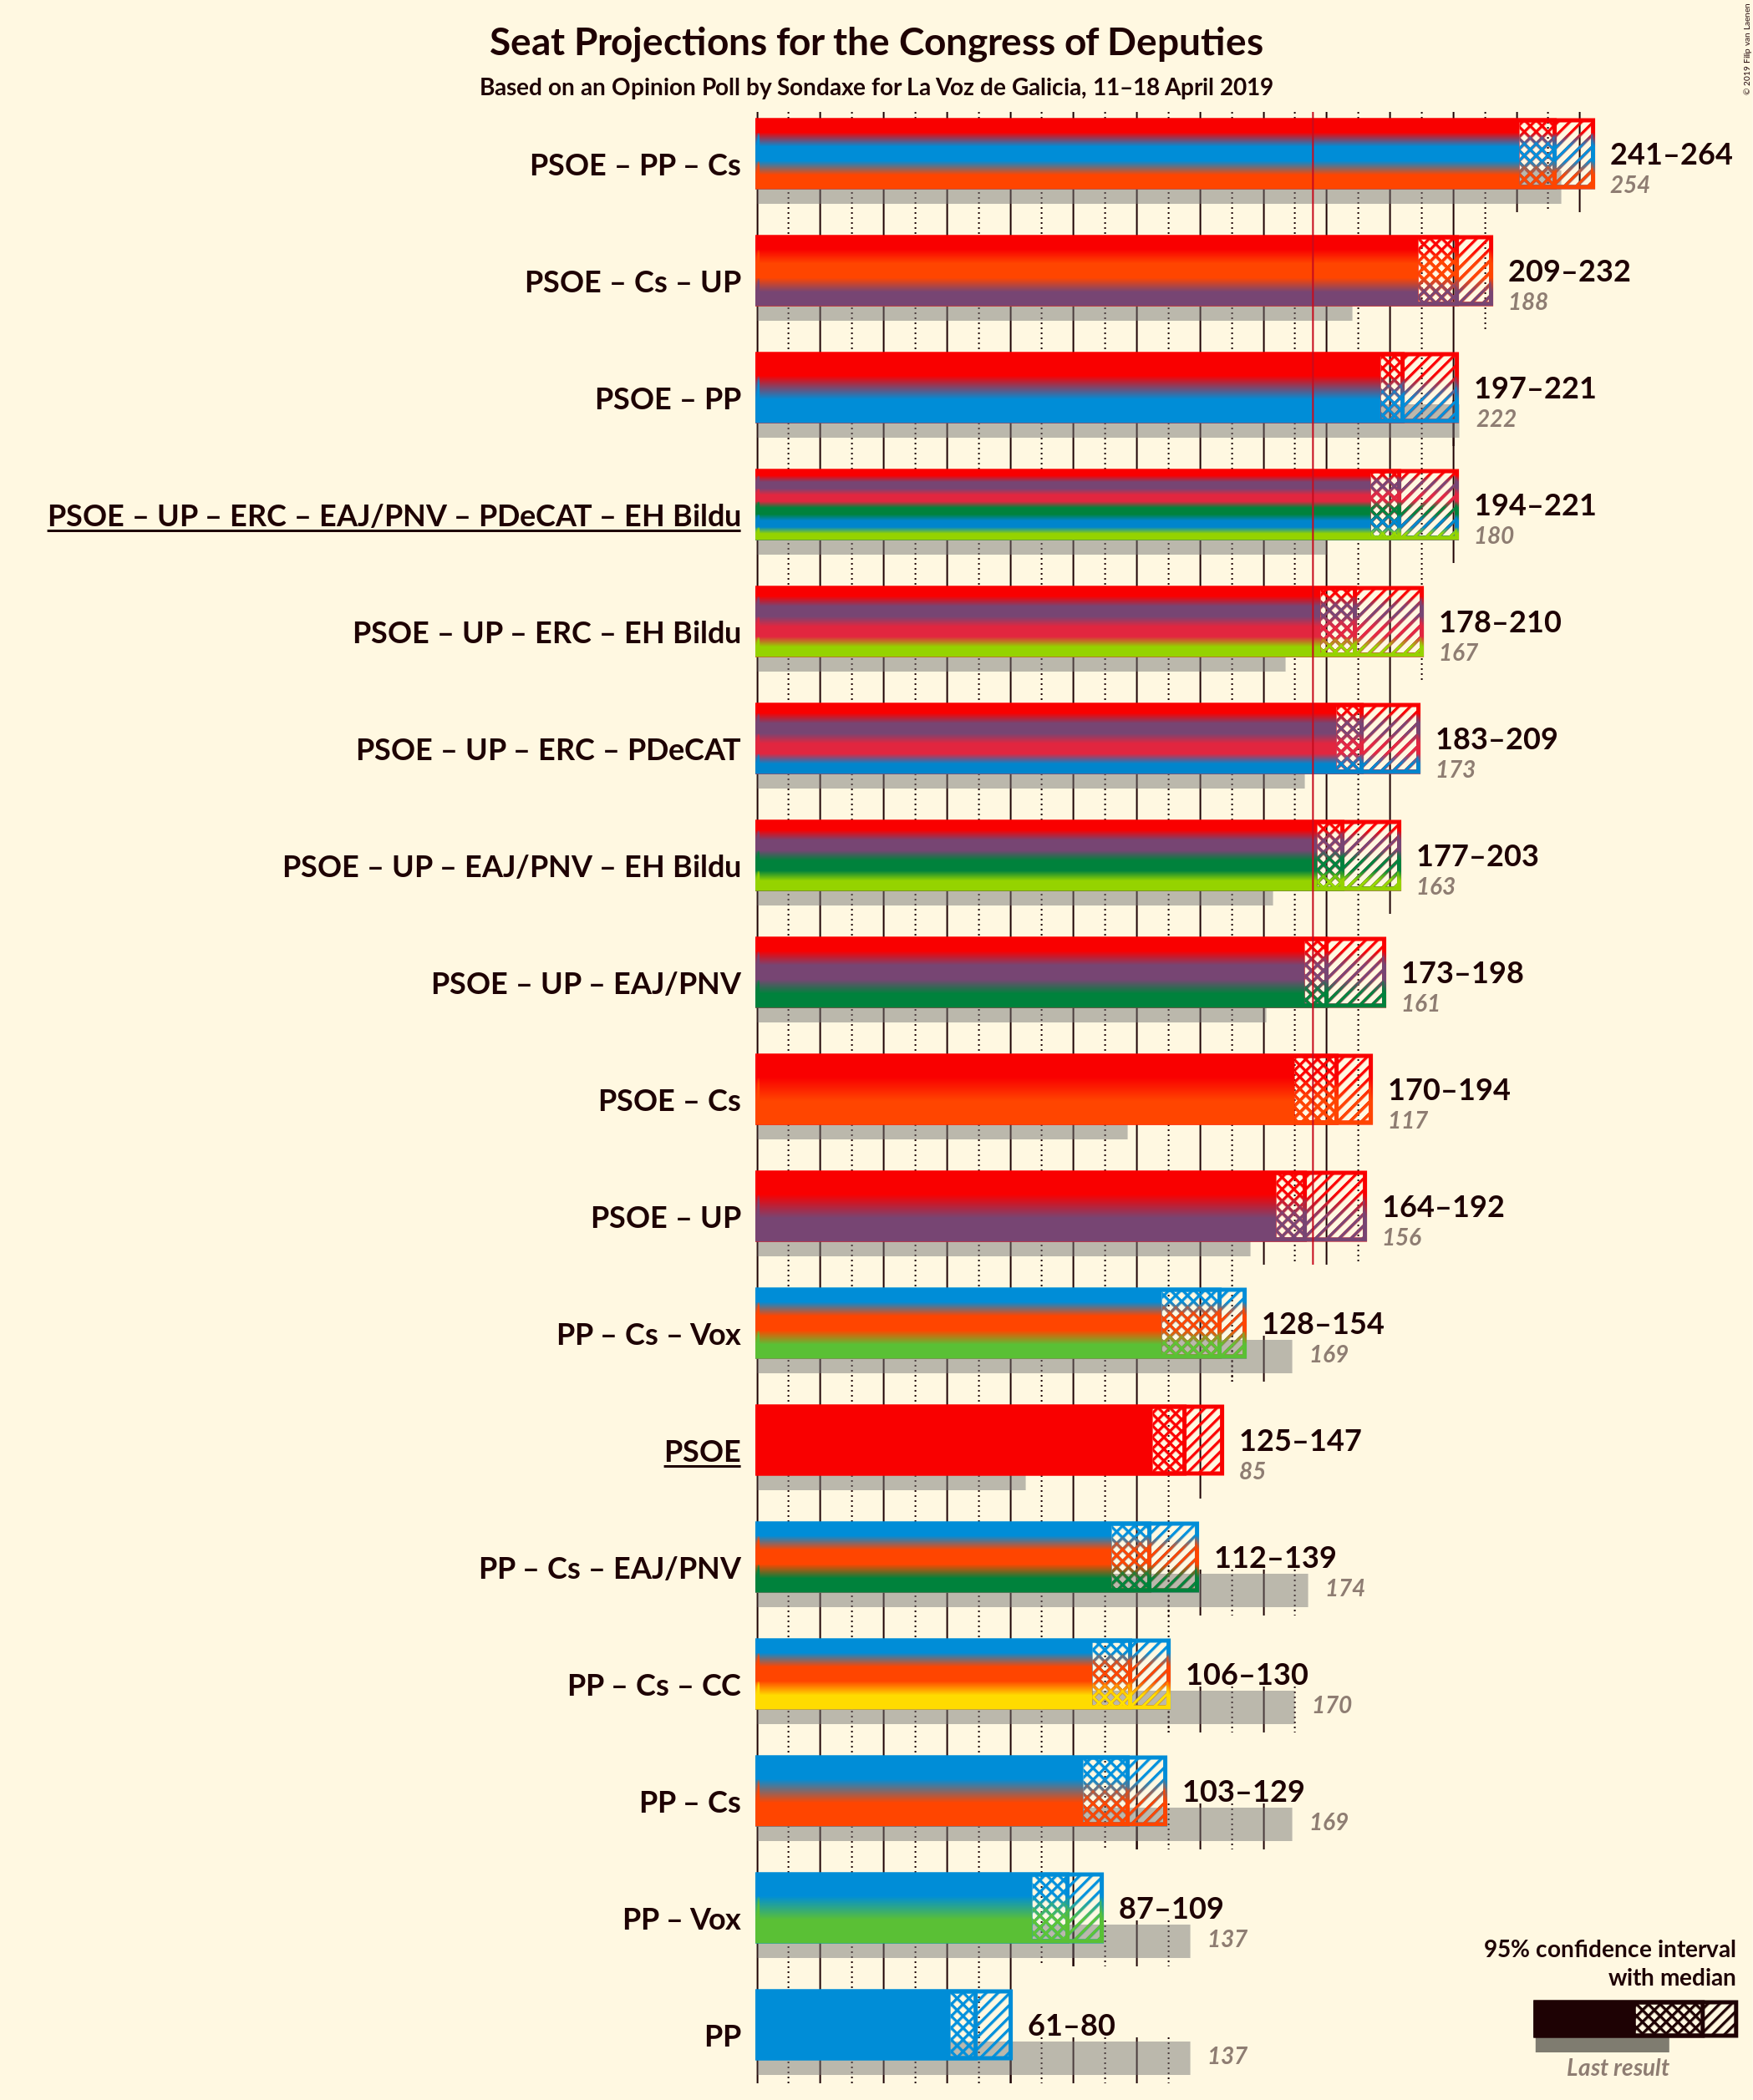 Seat Projections for the Congress of Deputies
Based on an Opinion Poll by Sondaxe for La Voz de Galicia, 11–18 April 2019
© 2019 Filip van Laenen
PSOE – PP – Cs
241–264
254
PSOE – Cs – UP
209–232
188
PSOE – PP
197–221
222
PSOE – UP – ERC – EAJ/PNV – PDeCAT – EH Bildu
194–221
180
PSOE – UP – ERC – EH Bildu
178–210
167
PSOE – UP – ERC – PDeCAT
183–209
173
PSOE – UP – EAJ/PNV – EH Bildu
177–203
163
PSOE – UP – EAJ/PNV
173–198
161
PSOE – Cs
170–194
117
PSOE – UP
164–192
156
PP – Cs – Vox
128–154
169
PSOE
125–147
85
PP – Cs – EAJ/PNV
112–139
174
PP – Cs – CC
106–130
170
PP – Cs
103–129
169
PP – Vox
87–109
137
PP
61–80
137
95% confidence interval
with median
Last result